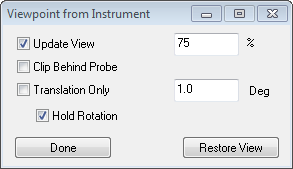 Viewpoint from Instrument
Update View 75 %
Clip Behind Probe
Translation Only 1.0 Deg
Hold Rotation
Done Restore View